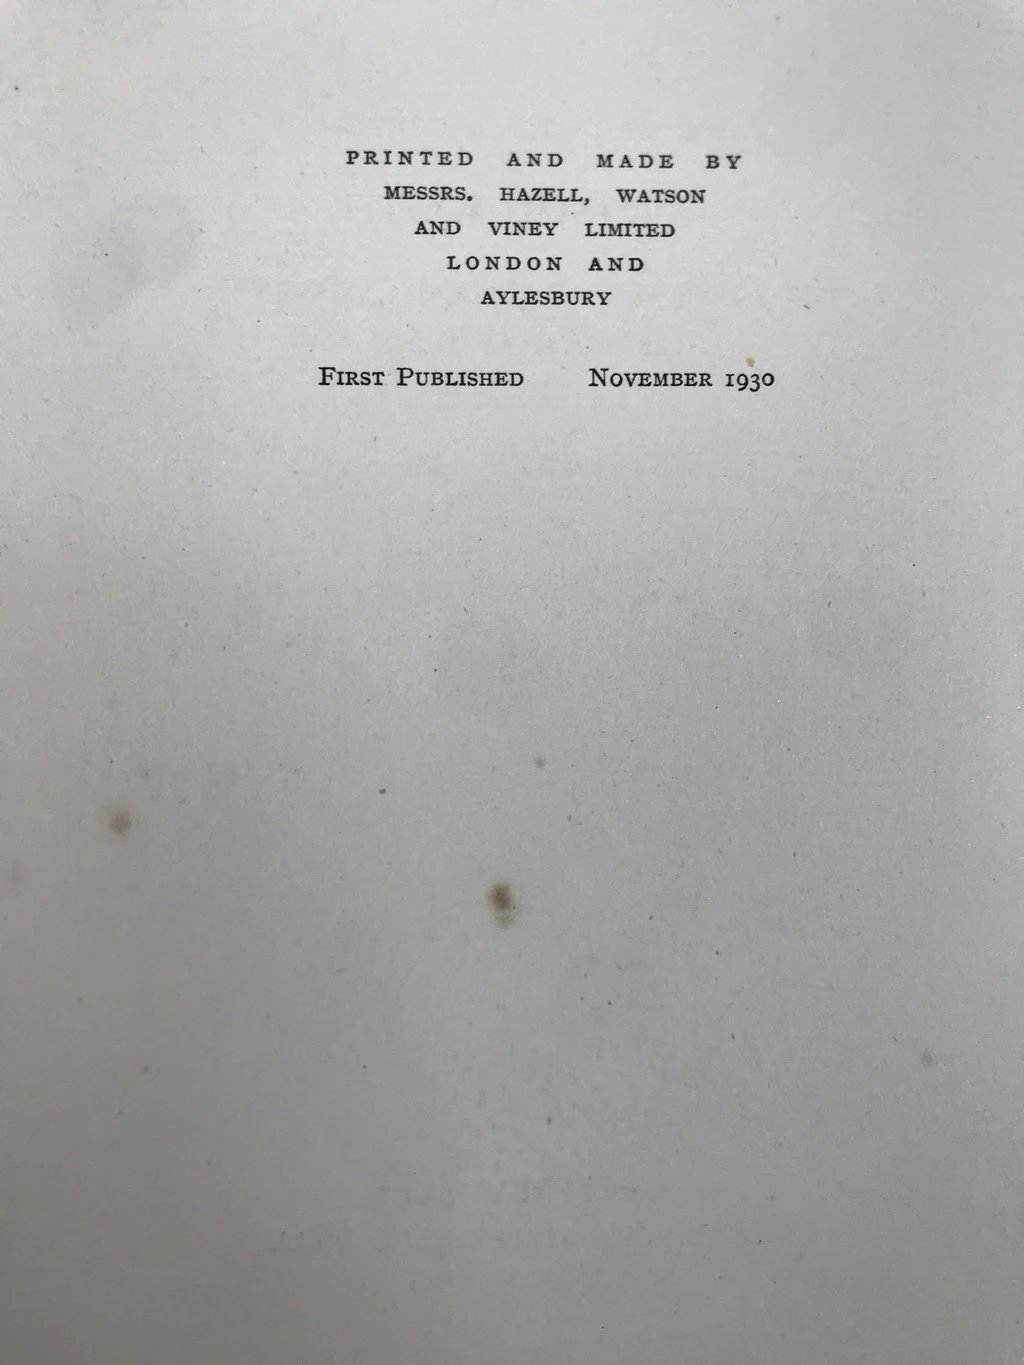 PRINTED AND MADE BY
MESSRS. HAZELL, WATSON
AND VINEY LIMITED
LONDON AND
AYLESBURY
FIRST PUBLISHED NOVEMBER 1930